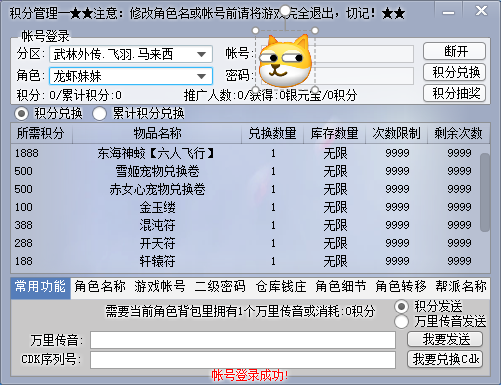 积分管理一★★注意：修改角色名或帐号前请将游戏完全退出，切记！★★
帐号登录
分区： 武林外传.飞羽.马来西 帐号： 断开
角色： 龙虾妹妹 密码： 积分兑换
积分：0/累计积分：0 推广人数：0/获得：0银元宝/0积分 积分抽奖
积分兑换 累计积分兑换
所需积分 物品名称 兑换数量 库存数量 次数限制 剩余次数
1888 东海神蛟【六人飞行】 1 无限 9999 9999
500 雪姬宠物兑换卷 1 无限 9999 9999
500 赤女心宠物兑换卷 1 无限 9999 9999
100 金玉缕 1 无限 9999 9999
388 混沌符 1 无限 9999 9999
288 开天符 1 无限 9999 9999
188 轩辕符 1 无限 9999 9999
常用功能 角色名称 游戏帐号 二级密码 仓库钱庄 角色细节 角色转移 帮派名称
需要当前角色背包里拥有1个万里传音或消耗：0积分
积分发送
万里传音发送
万里传音： 我要发送
CDK序列号： 我要兑换Cdk
帐号登录成功！